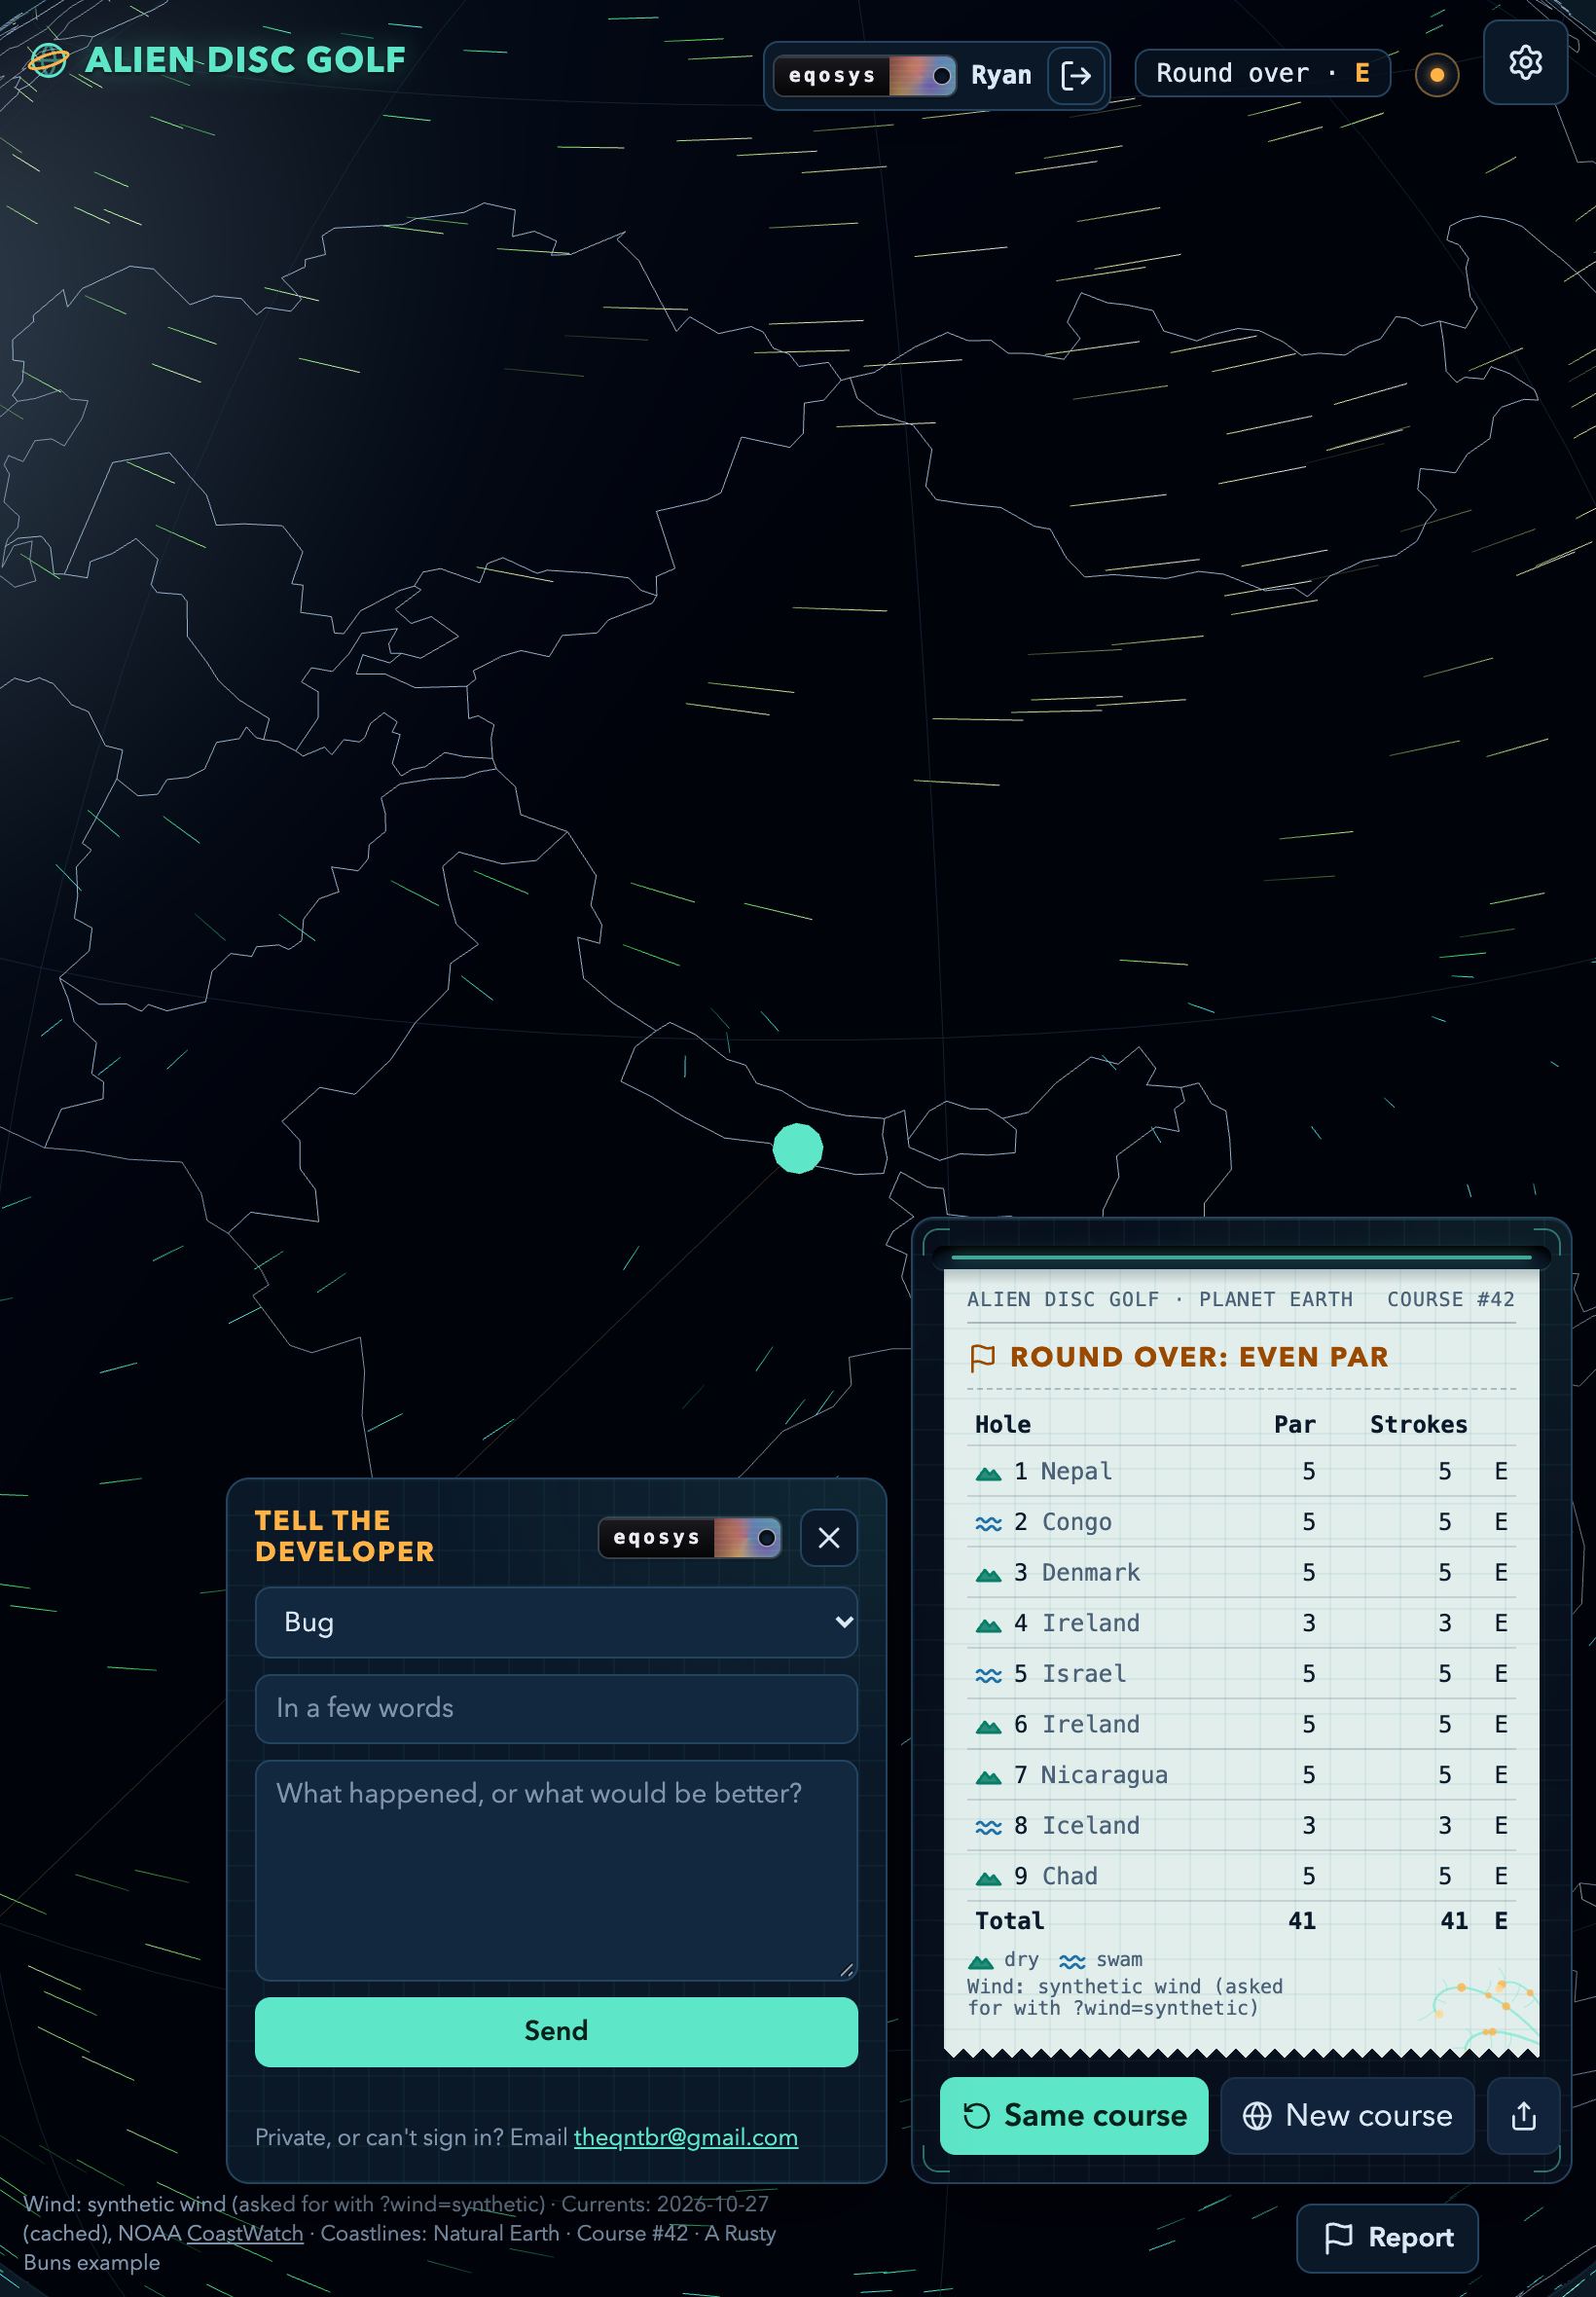 ALIEN DISC GOLF
eqosys Ryan
Round over · E
ALIEN DISC GOLF · PLANET EARTH COURSE #42
ROUND OVER: EVEN PAR
Hole Par Strokes
1 Nepal 5 5 E
2 Congo 5 5 E
3 Denmark 5 5 E
4 Ireland 3 3 E
5 Israel 5 5 E
6 Ireland 5 5 E
7 Nicaragua 5 5 E
8 Iceland 3 3 E
9 Chad 5 5 E
Total 41 41 E
dry swam
Wind: synthetic wind (asked
for with ?wind=synthetic)
Same course
New course
TELL THE
DEVELOPER
eqosys
Bug
In a few words
What happened, or what would be better?
Send
Private, or can't sign in? Email theqntbr@gmail.com
Wind: synthetic wind (asked for with ?wind=synthetic) · Currents: 2026-10-27
(cached), NOAA CoastWatch · Coastlines: Natural Earth · Course #42 · A Rusty
Buns example
Report